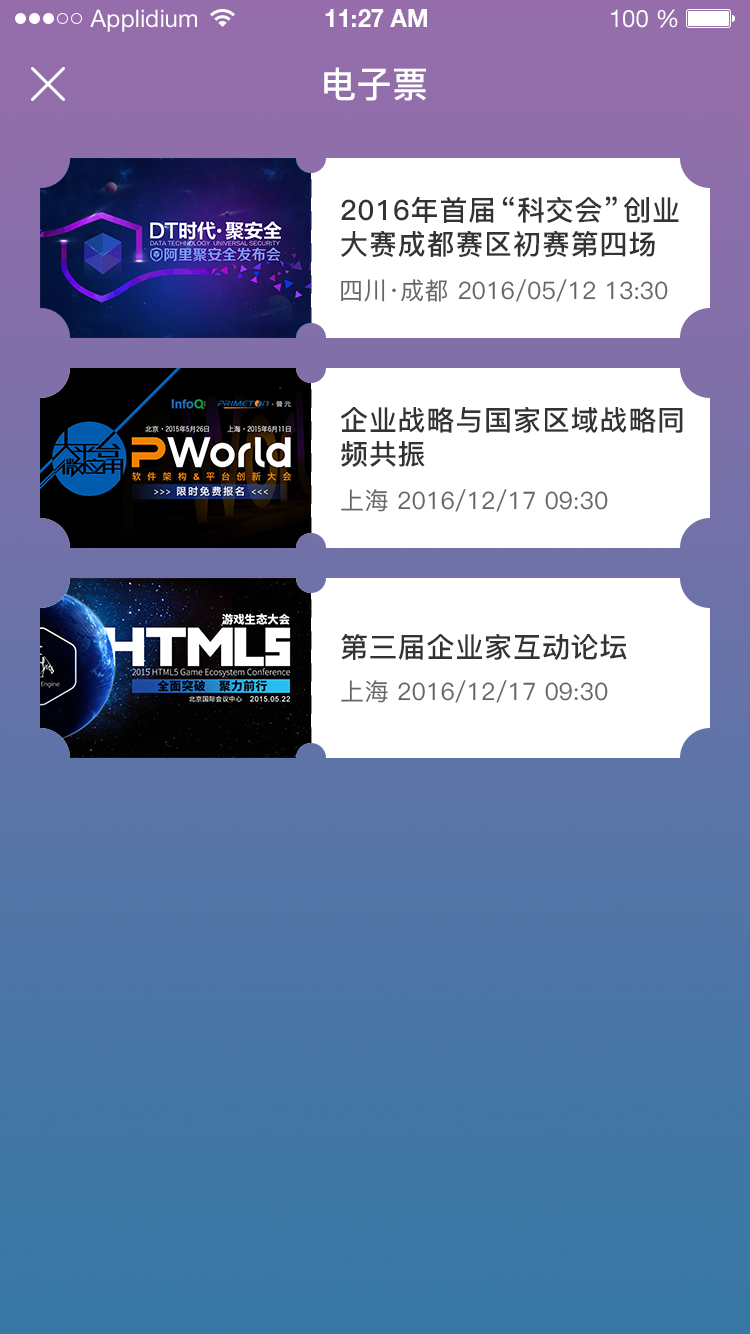 Applidium 11:27 AM 100 %
电子票
DT时代·聚安全
DATA TECHNOLOGY UNIVERSAL SECURITY
阿里聚安全发布会
2016年首届“科交会”创业
大赛成都赛区初赛第四场
四川·成都 2016/05/12 13:30
InfoQ PRIMETON·普元
北京·2015年5月26日 上海·2015年6月11日
大平台
微应用
PWorld
软件架构&平台创新大会
>>> 限时免费报名 <<<
企业战略与国家区域战略同
频共振
上海 2016/12/17 09:30
游戏生态大会
HTML5
2015 HTML5 Game Ecosystem Conference
全面突破 聚力前行
北京国际会议中心 2015.05.22
Engine
第三届企业家互动论坛
上海 2016/12/17 09:30